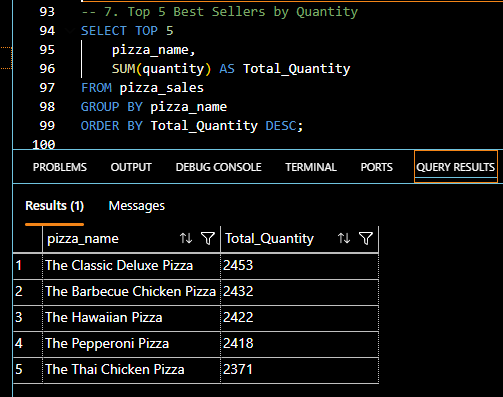 93 -- 7. Top 5 Best Sellers by Quantity
94 SELECT TOP 5
95 pizza_name,
96 SUM(quantity) AS Total_Quantity
97 FROM pizza_sales
98 GROUP BY pizza_name
99 ORDER BY Total_Quantity DESC;
100
PROBLEMS OUTPUT DEBUG CONSOLE TERMINAL PORTS QUERY RESULTS
Results (1) Messages
pizza_name Total_Quantity
1 The Classic Deluxe Pizza 2453
2 The Barbecue Chicken Pizza 2432
3 The Hawaiian Pizza 2422
4 The Pepperoni Pizza 2418
5 The Thai Chicken Pizza 2371